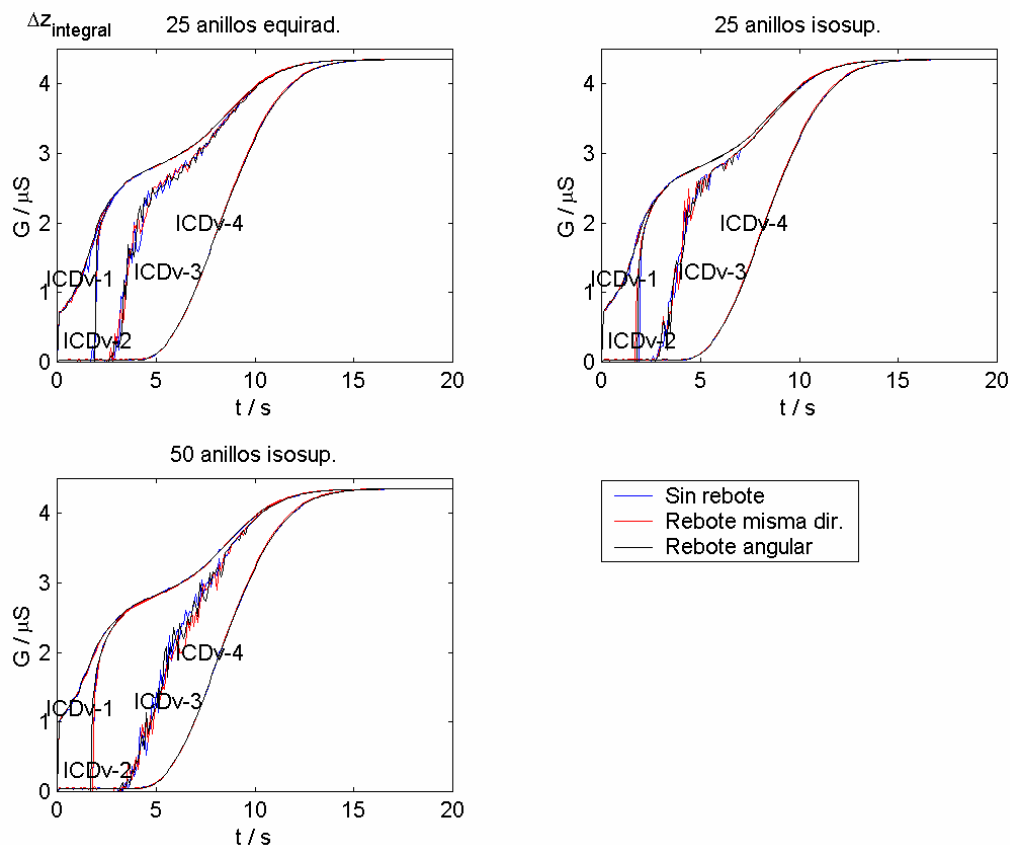 Δz integral
25 anillos equirad.
25 anillos isosup.
4
3
2
1
0
G / μS
ICDv-1
ICDv-2
ICDv-3
ICDv-4
0 5 10 15 20
t / s
4
3
2
1
0
G / μS
ICDv-1
ICDv-2
ICDv-3
ICDv-4
0 5 10 15 20
t / s
50 anillos isosup.
4
3
2
1
0
G / μS
ICDv-1
ICDv-2
ICDv-3
ICDv-4
0 5 10 15 20
t / s
Sin rebote
Rebote misma dir.
Rebote angular